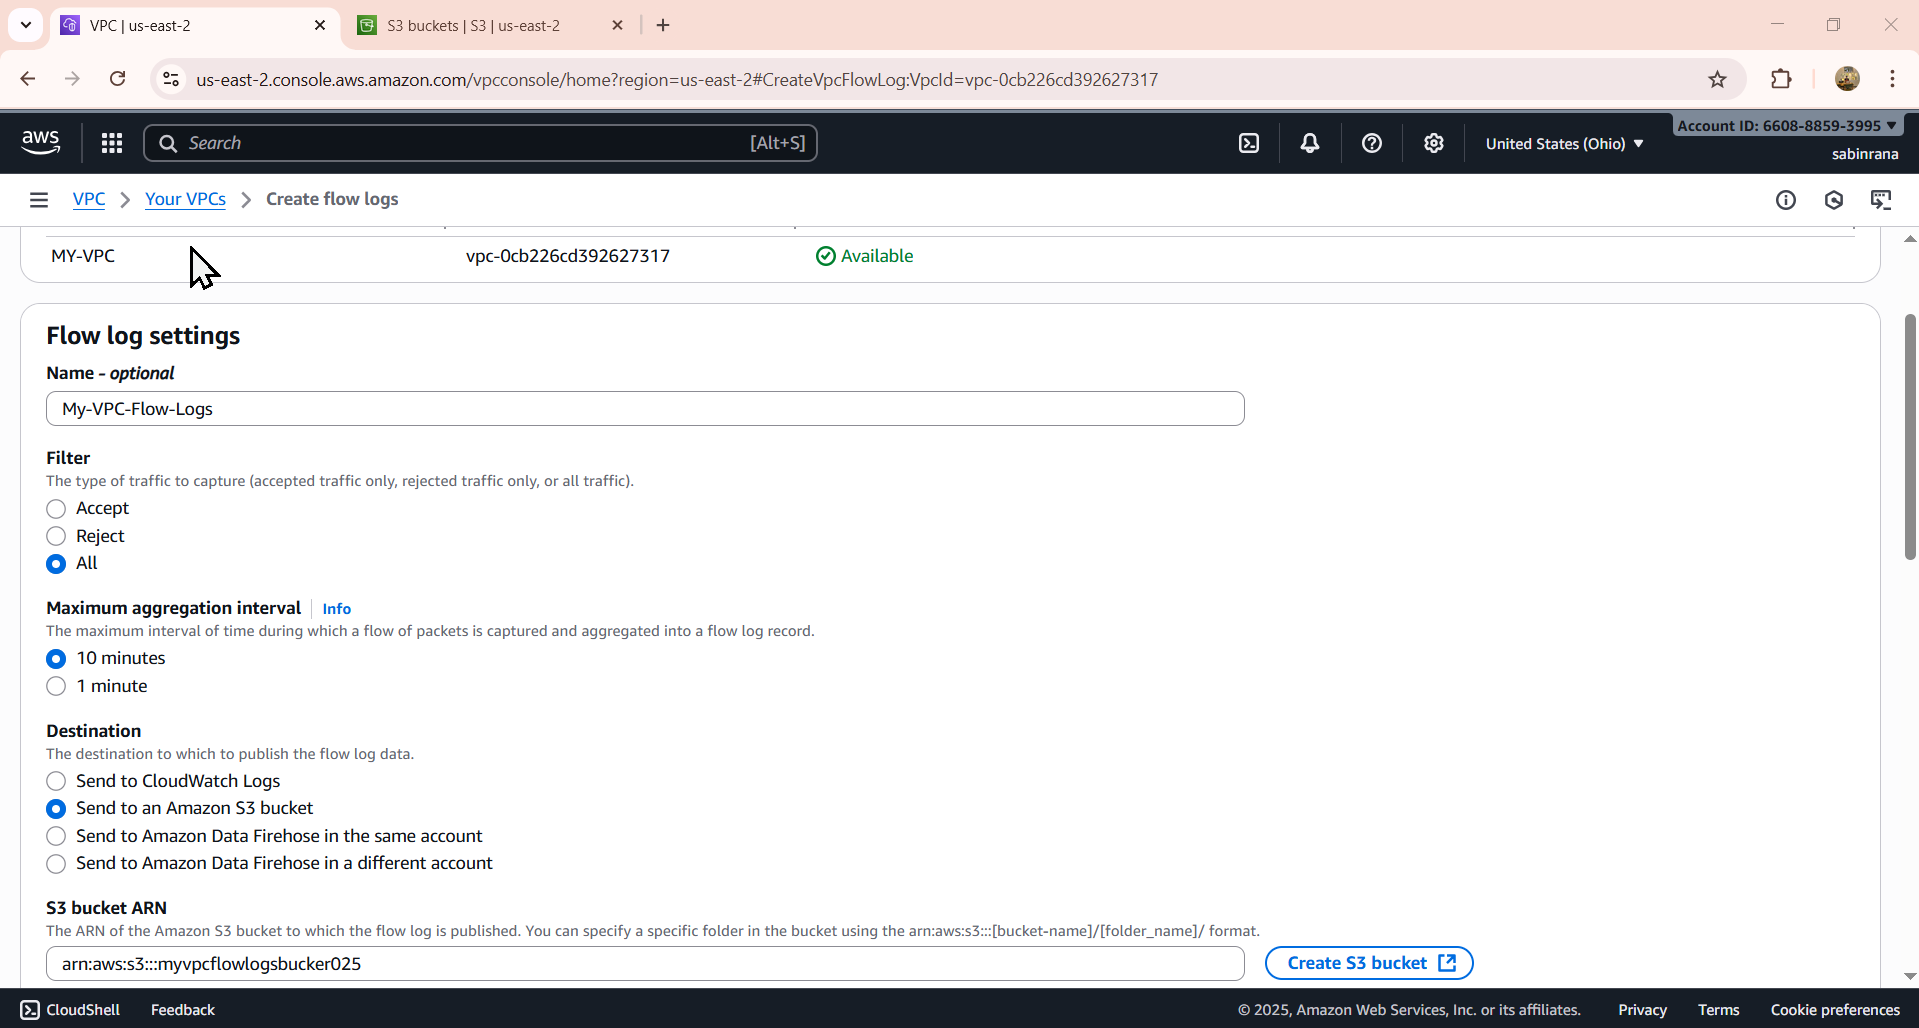 VPC | us-east-2
S3 buckets | S3 | us-east-2
us-east-2.console.aws.amazon.com/vpcconsole/home?region=us-east-2#CreateVpcFlowLog:VpcId=vpc-0cb226cd392627317
aws
Search
[Alt+S]
United States (Ohio)
Account ID: 6608-8859-3995
sabinrana
VPC
Your VPCs
Create flow logs
MY-VPC
vpc-0cb226cd392627317
Available
Flow log settings
Name - optional
My-VPC-Flow-Logs
Filter
The type of traffic to capture (accepted traffic only, rejected traffic only, or all traffic).
Accept
Reject
All
Maximum aggregation interval
Info
The maximum interval of time during which a flow of packets is captured and aggregated into a flow log record.
10 minutes
1 minute
Destination
The destination to which to publish the flow log data.
Send to CloudWatch Logs
Send to an Amazon S3 bucket
Send to Amazon Data Firehose in the same account
Send to Amazon Data Firehose in a different account
S3 bucket ARN
The ARN of the Amazon S3 bucket to which the flow log is published. You can specify a specific folder in the bucket using the arn:aws:s3:::[bucket-name]/[folder_name]/ format.
arn:aws:s3:::myvpcflowlogsbucker025
Create S3 bucket
CloudShell
Feedback
© 2025, Amazon Web Services, Inc. or its affiliates.
Privacy
Terms
Cookie preferences